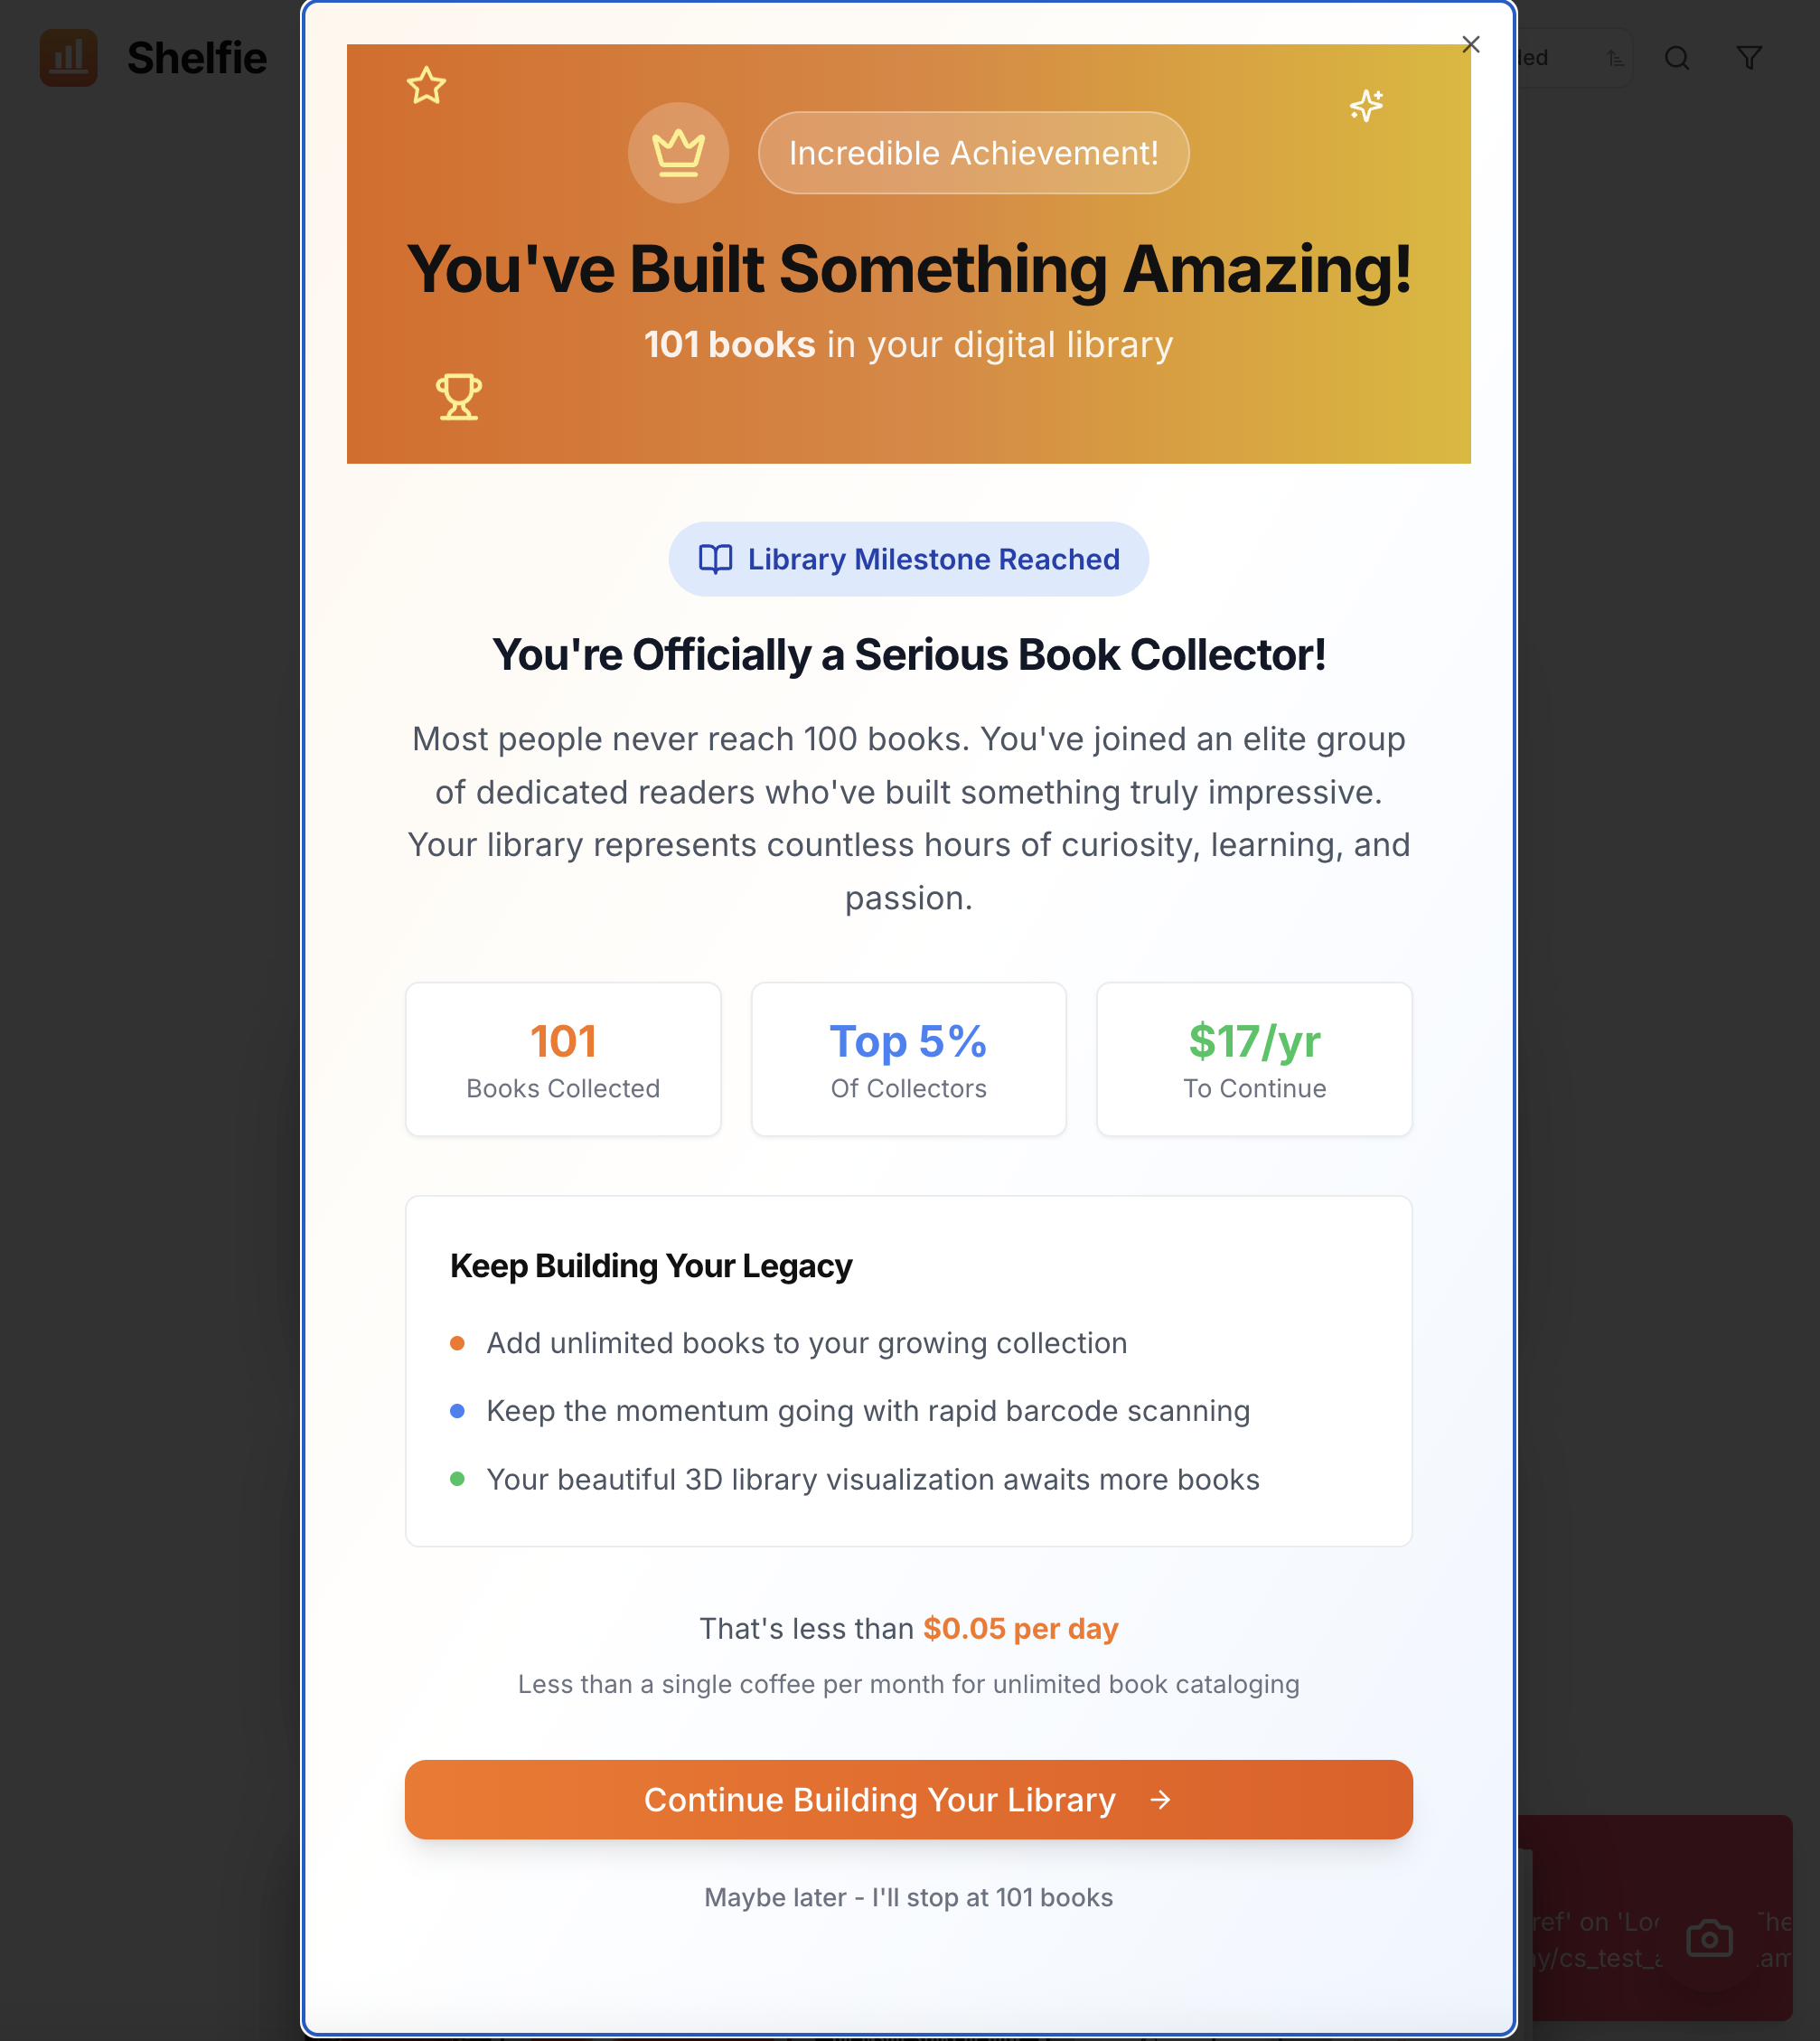 Shelfie
Incredible Achievement!
You've Built Something Amazing!
101 books in your digital library
Library Milestone Reached
You're Officially a Serious Book Collector!
Most people never reach 100 books. You've joined an elite group
of dedicated readers who've built something truly impressive.
Your library represents countless hours of curiosity, learning, and
passion.
101
Books Collected
Top 5%
Of Collectors
$17/yr
To Continue
Keep Building Your Legacy
Add unlimited books to your growing collection
Keep the momentum going with rapid barcode scanning
Your beautiful 3D library visualization awaits more books
That's less than $0.05 per day
Less than a single coffee per month for unlimited book cataloging
Continue Building Your Library
Maybe later - I'll stop at 101 books
ref' on 'Lo
y/cs_test_